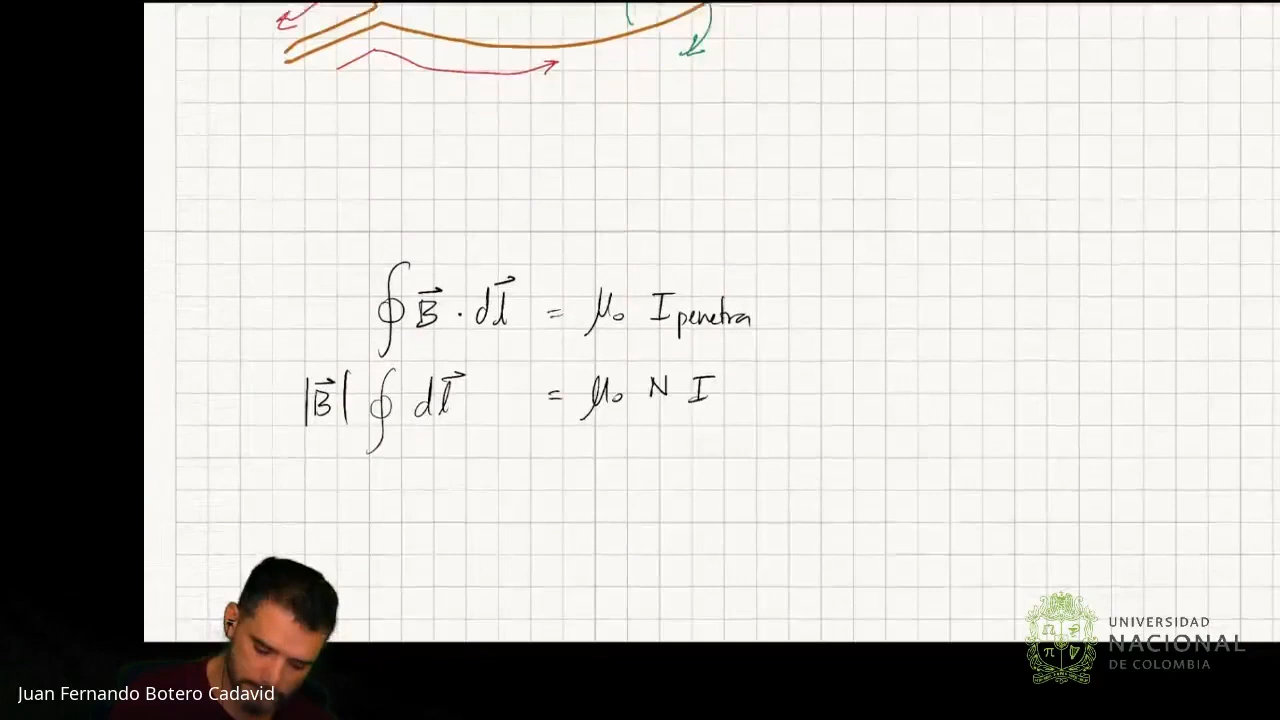 ∮ B⃗ · dl⃗ = μ₀ I penetra
|B⃗| ∮ dl⃗ = μ₀ N I
UNIVERSIDAD
NACIONAL
DE COLOMBIA
Juan Fernando Botero Cadavid